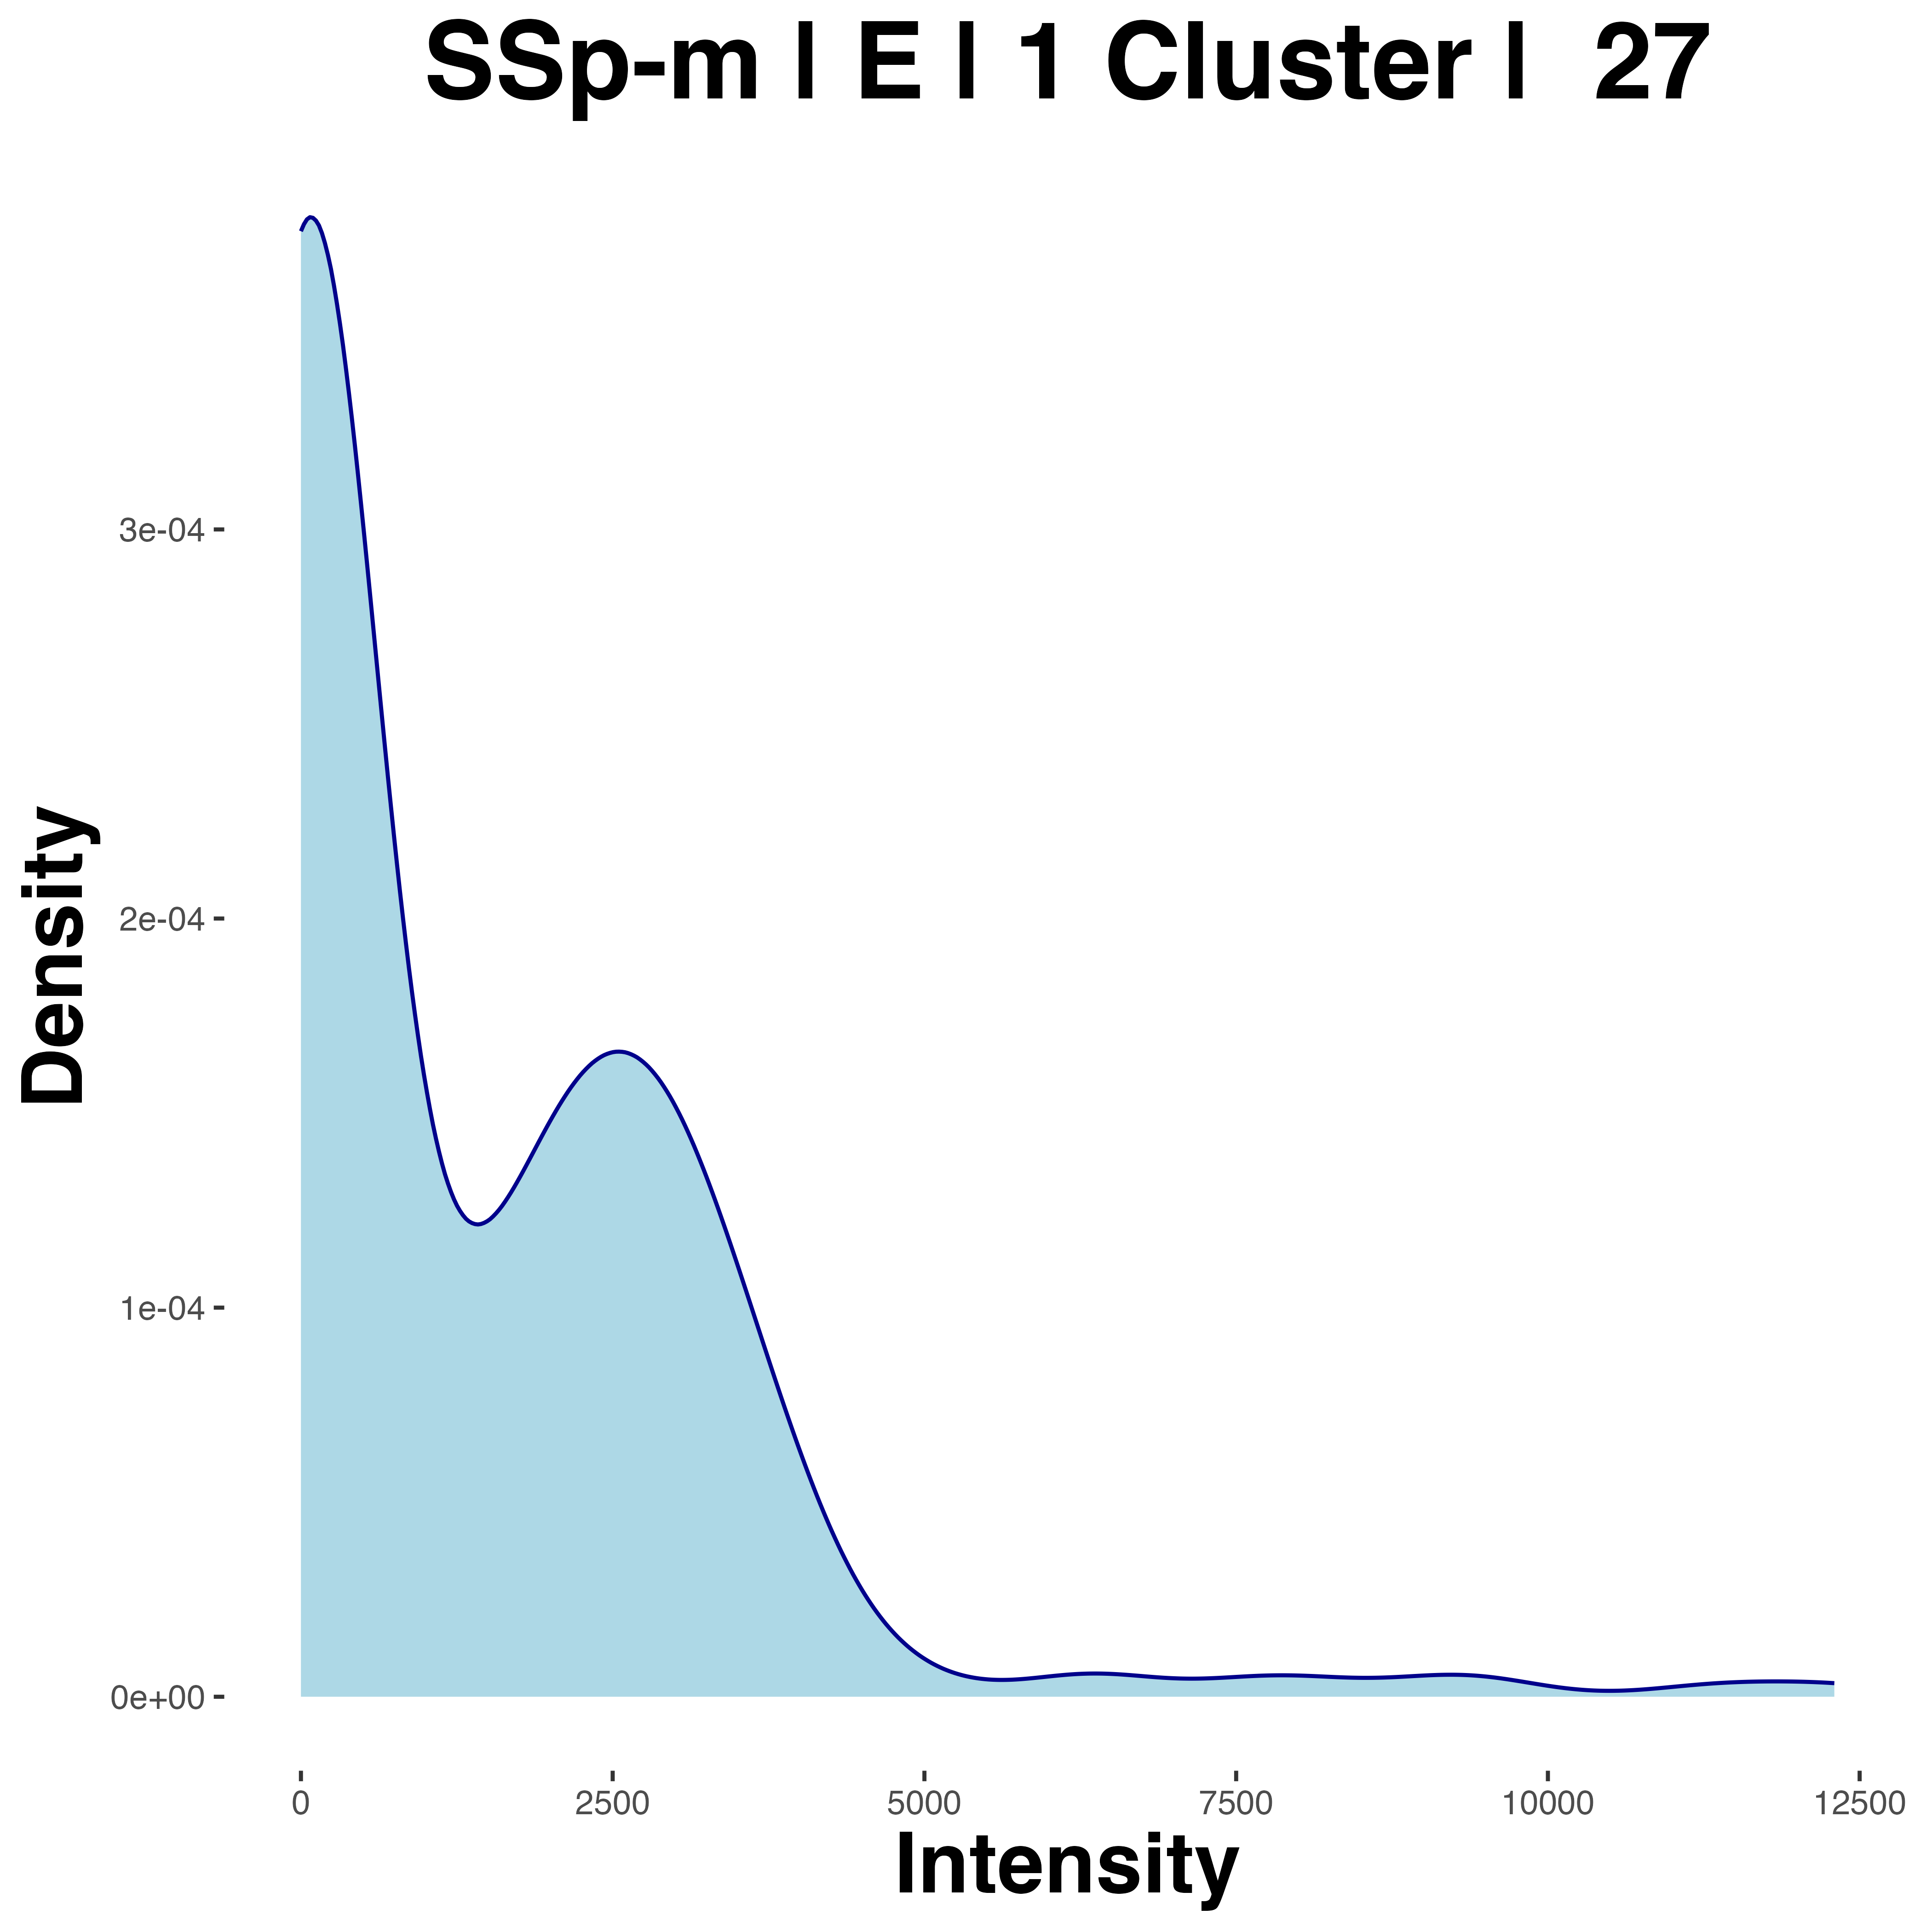 SSp-m | E | 1 Cluster | 27
Density
3e-04
2e-04
1e-04
0e+00
0 2500 5000 7500 10000 12500
Intensity